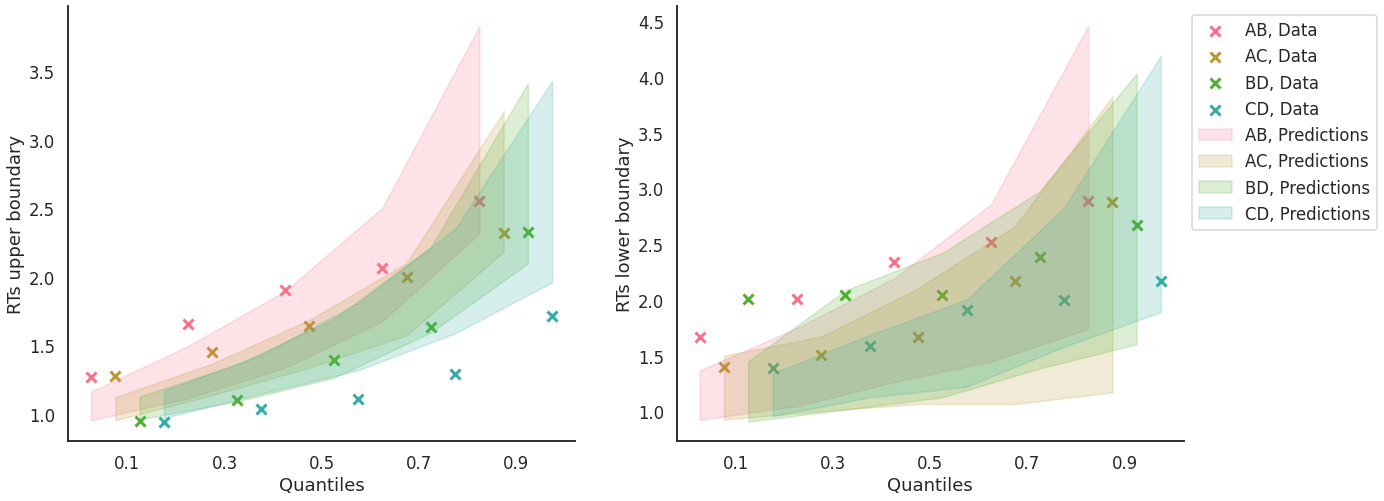 RTs upper boundary
3.5
3.0
2.5
2.0
1.5
1.0
0.1 0.3 0.5 0.7 0.9
Quantiles
RTs lower boundary
4.5
4.0
3.5
3.0
2.5
2.0
1.5
1.0
0.1 0.3 0.5 0.7 0.9
Quantiles
AB, Data
AC, Data
BD, Data
CD, Data
AB, Predictions
AC, Predictions
BD, Predictions
CD, Predictions